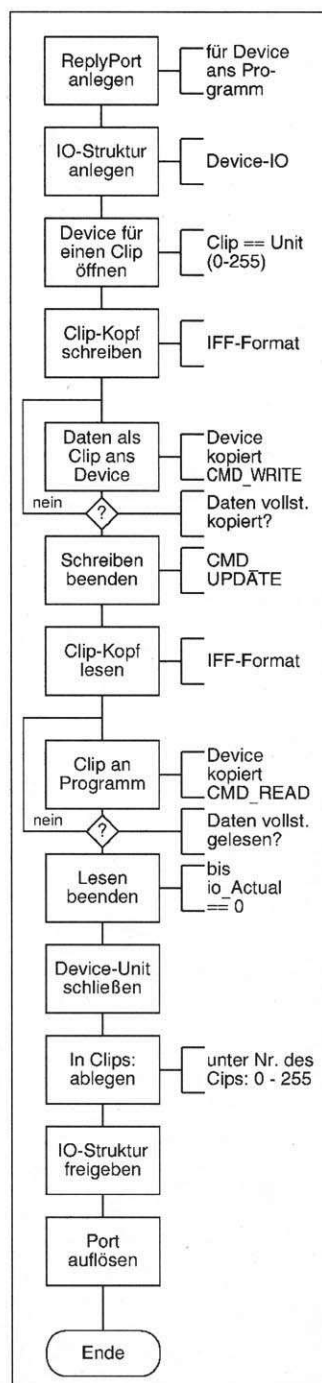 ReplyPort
anlegen
für Device
ans Pro-
gramm
IO-Struktur
anlegen
Device-IO
Device für
einen Clip
öffnen
Clip == Unit
(0-255)
Clip-Kopf
schreiben
IFF-Format
Daten als
Clip ans
Device
Device
kopiert
CMD_WRITE
nein
?
Daten vollst.
kopiert?
Schreiben
beenden
CMD_
UPDATE
Clip-Kopf
lesen
IFF-Format
Clip an
Programm
Device
kopiert
CMD_READ
nein
?
Daten vollst.
gelesen?
Lesen
beenden
bis
io_Actual
== 0
Device-Unit
schließen
In Clips:
ablegen
unter Nr. des
Cips: 0 - 255
IO-Struktur
freigeben
Port
auflösen
Ende